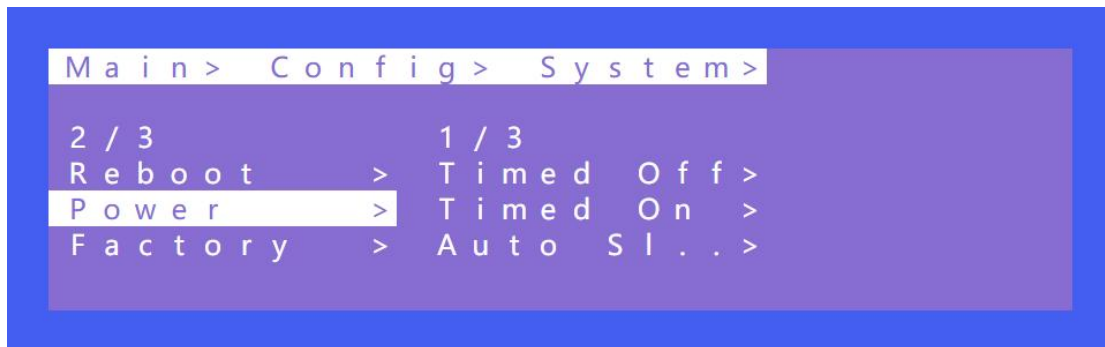 Main> Config> System>
2/3 1/3
Reboot > Timed Off>
Power > Timed On >
Factory > Auto Sl..>